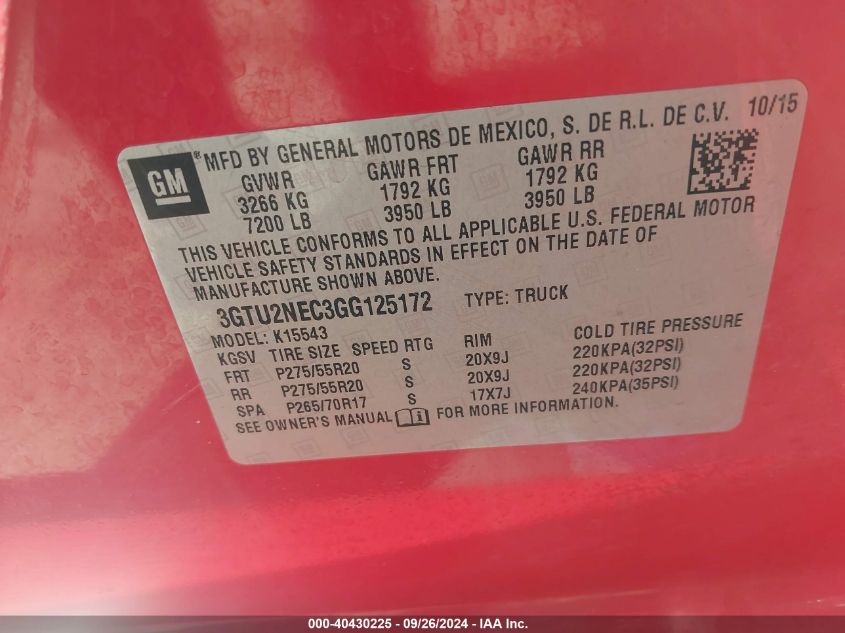 GM ® MFD BY GENERAL MOTORS DE MEXICO, S. DE R.L. DE C.V. 10/15
GVWR GAWR FRT GAWR RR
3266 KG 1792 KG 1792 KG
7200 LB 3950 LB 3950 LB
THIS VEHICLE CONFORMS TO ALL APPLICABLE U.S. FEDERAL MOTOR
VEHICLE SAFETY STANDARDS IN EFFECT ON THE DATE OF
MANUFACTURE SHOWN ABOVE.
3GTU2NEC3GG125172 TYPE: TRUCK
MODEL: K15543
KGSV TIRE SIZE SPEED RTG RIM COLD TIRE PRESSURE
FRT P275/55R20 S 20X9J 220KPA(32PSI)
RR P275/55R20 S 20X9J 220KPA(32PSI)
SPA P265/70R17 S 17X7J 240KPA(35PSI)
SEE OWNER'S MANUAL FOR MORE INFORMATION.
000-40430225 - 09/26/2024 - IAA Inc.